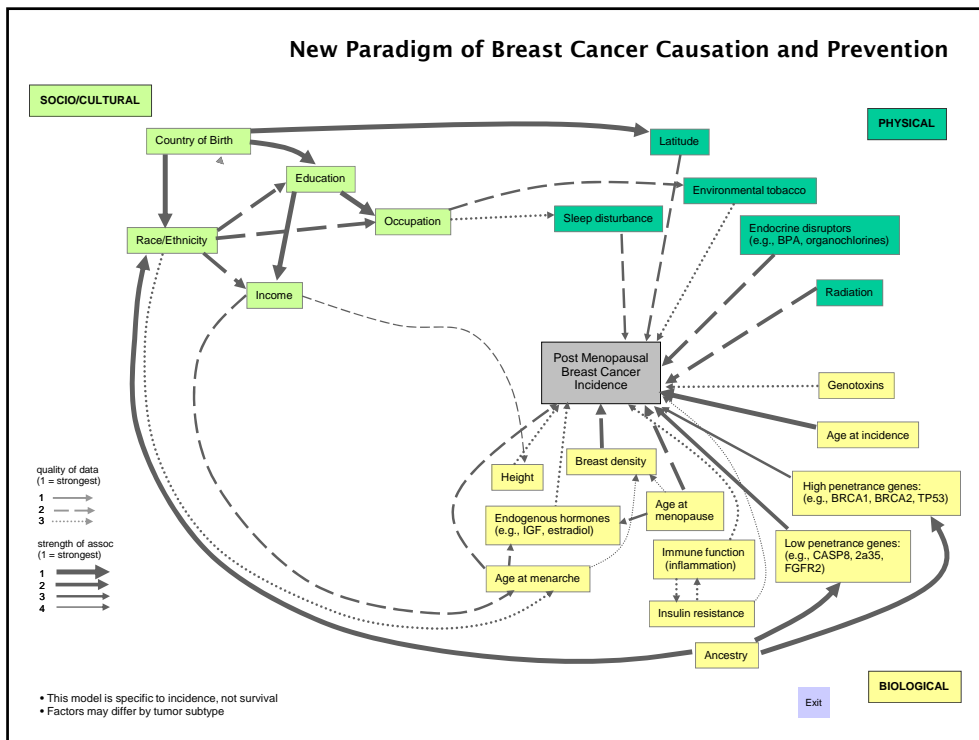 New Paradigm of Breast Cancer Causation and Prevention
SOCIO/CULTURAL
PHYSICAL
Country of Birth
Latitude
Education
Environmental tobacco
Occupation
Sleep disturbance
Race/Ethnicity
Endocrine disruptors
(e.g., BPA, organochlorines)
Income
Radiation
Post Menopausal
Breast Cancer
Incidence
Genotoxins
Age at incidence
Breast density
Height
High penetrance genes:
(e.g., BRCA1, BRCA2, TP53)
Age at
menopause
Endogenous hormones
(e.g., IGF, estradiol)
Low penetrance genes:
(e.g., CASP8, 2a35,
FGFR2)
Immune function
(inflammation)
Age at menarche
Insulin resistance
Ancestry
quality of data
(1 = strongest)
1
2
3
strength of assoc
(1 = strongest)
1
2
3
4
• This model is specific to incidence, not survival
• Factors may differ by tumor subtype
Exit
BIOLOGICAL